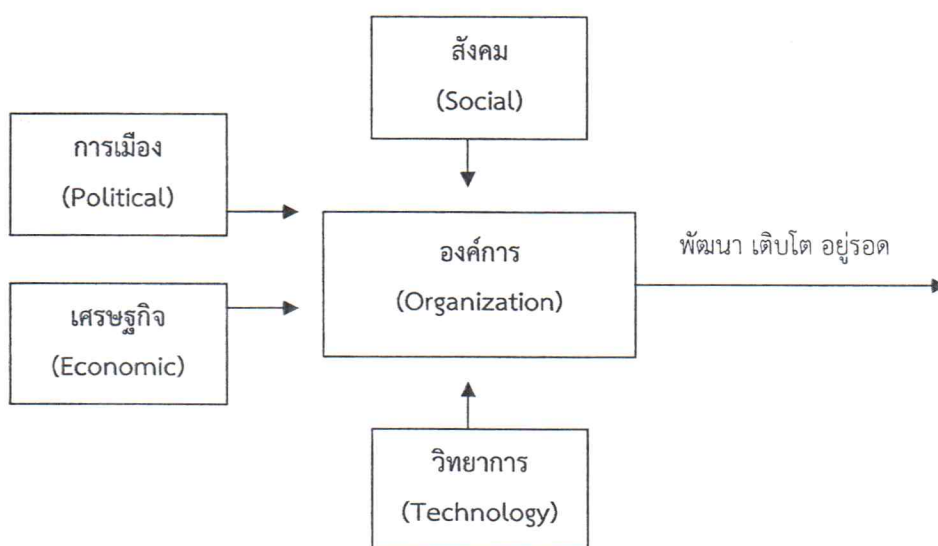 สังคม
(Social)
การเมือง
(Political)
องค์การ
(Organization)
พัฒนา เติบโต อยู่รอด
เศรษฐกิจ
(Economic)
วิทยาการ
(Technology)